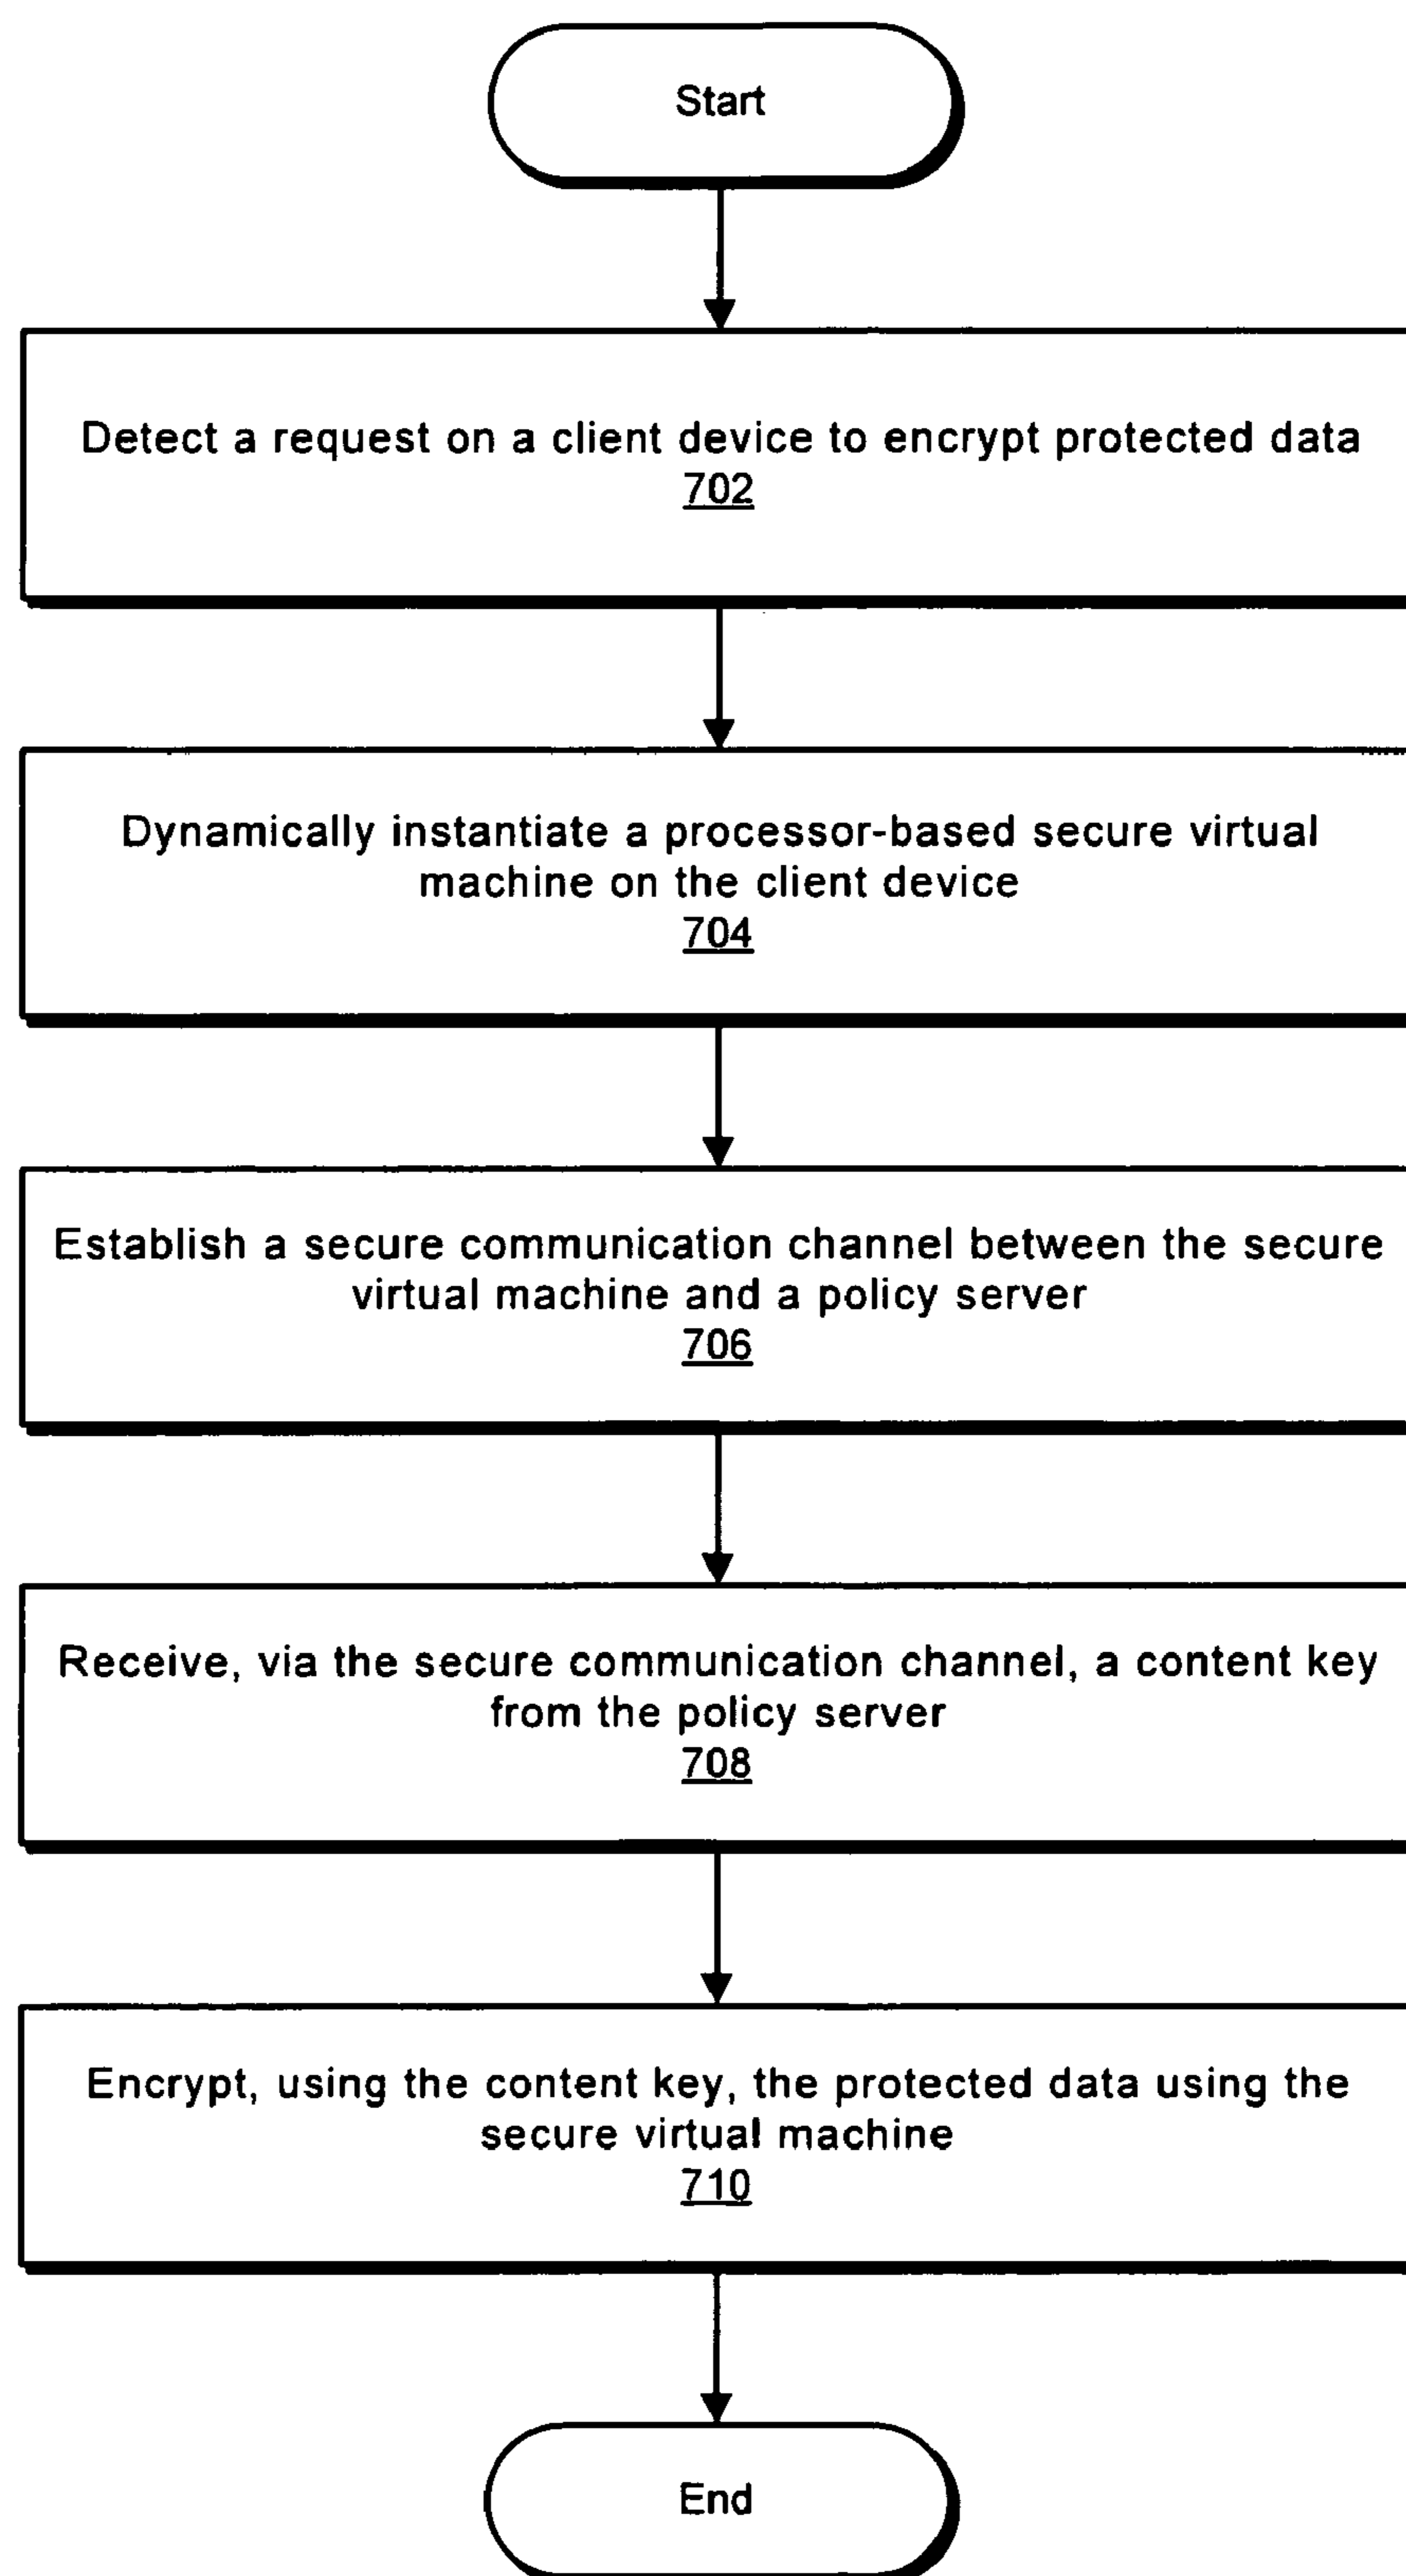 Start
Detect a request on a client device to encrypt protected data
702
Dynamically instantiate a processor-based secure virtual
machine on the client device
704
Establish a secure communication channel between the secure
virtual machine and a policy server
706
Receive, via the secure communication channel, a content key
from the policy server
708
Encrypt, using the content key, the protected data using the
secure virtual machine
710
End